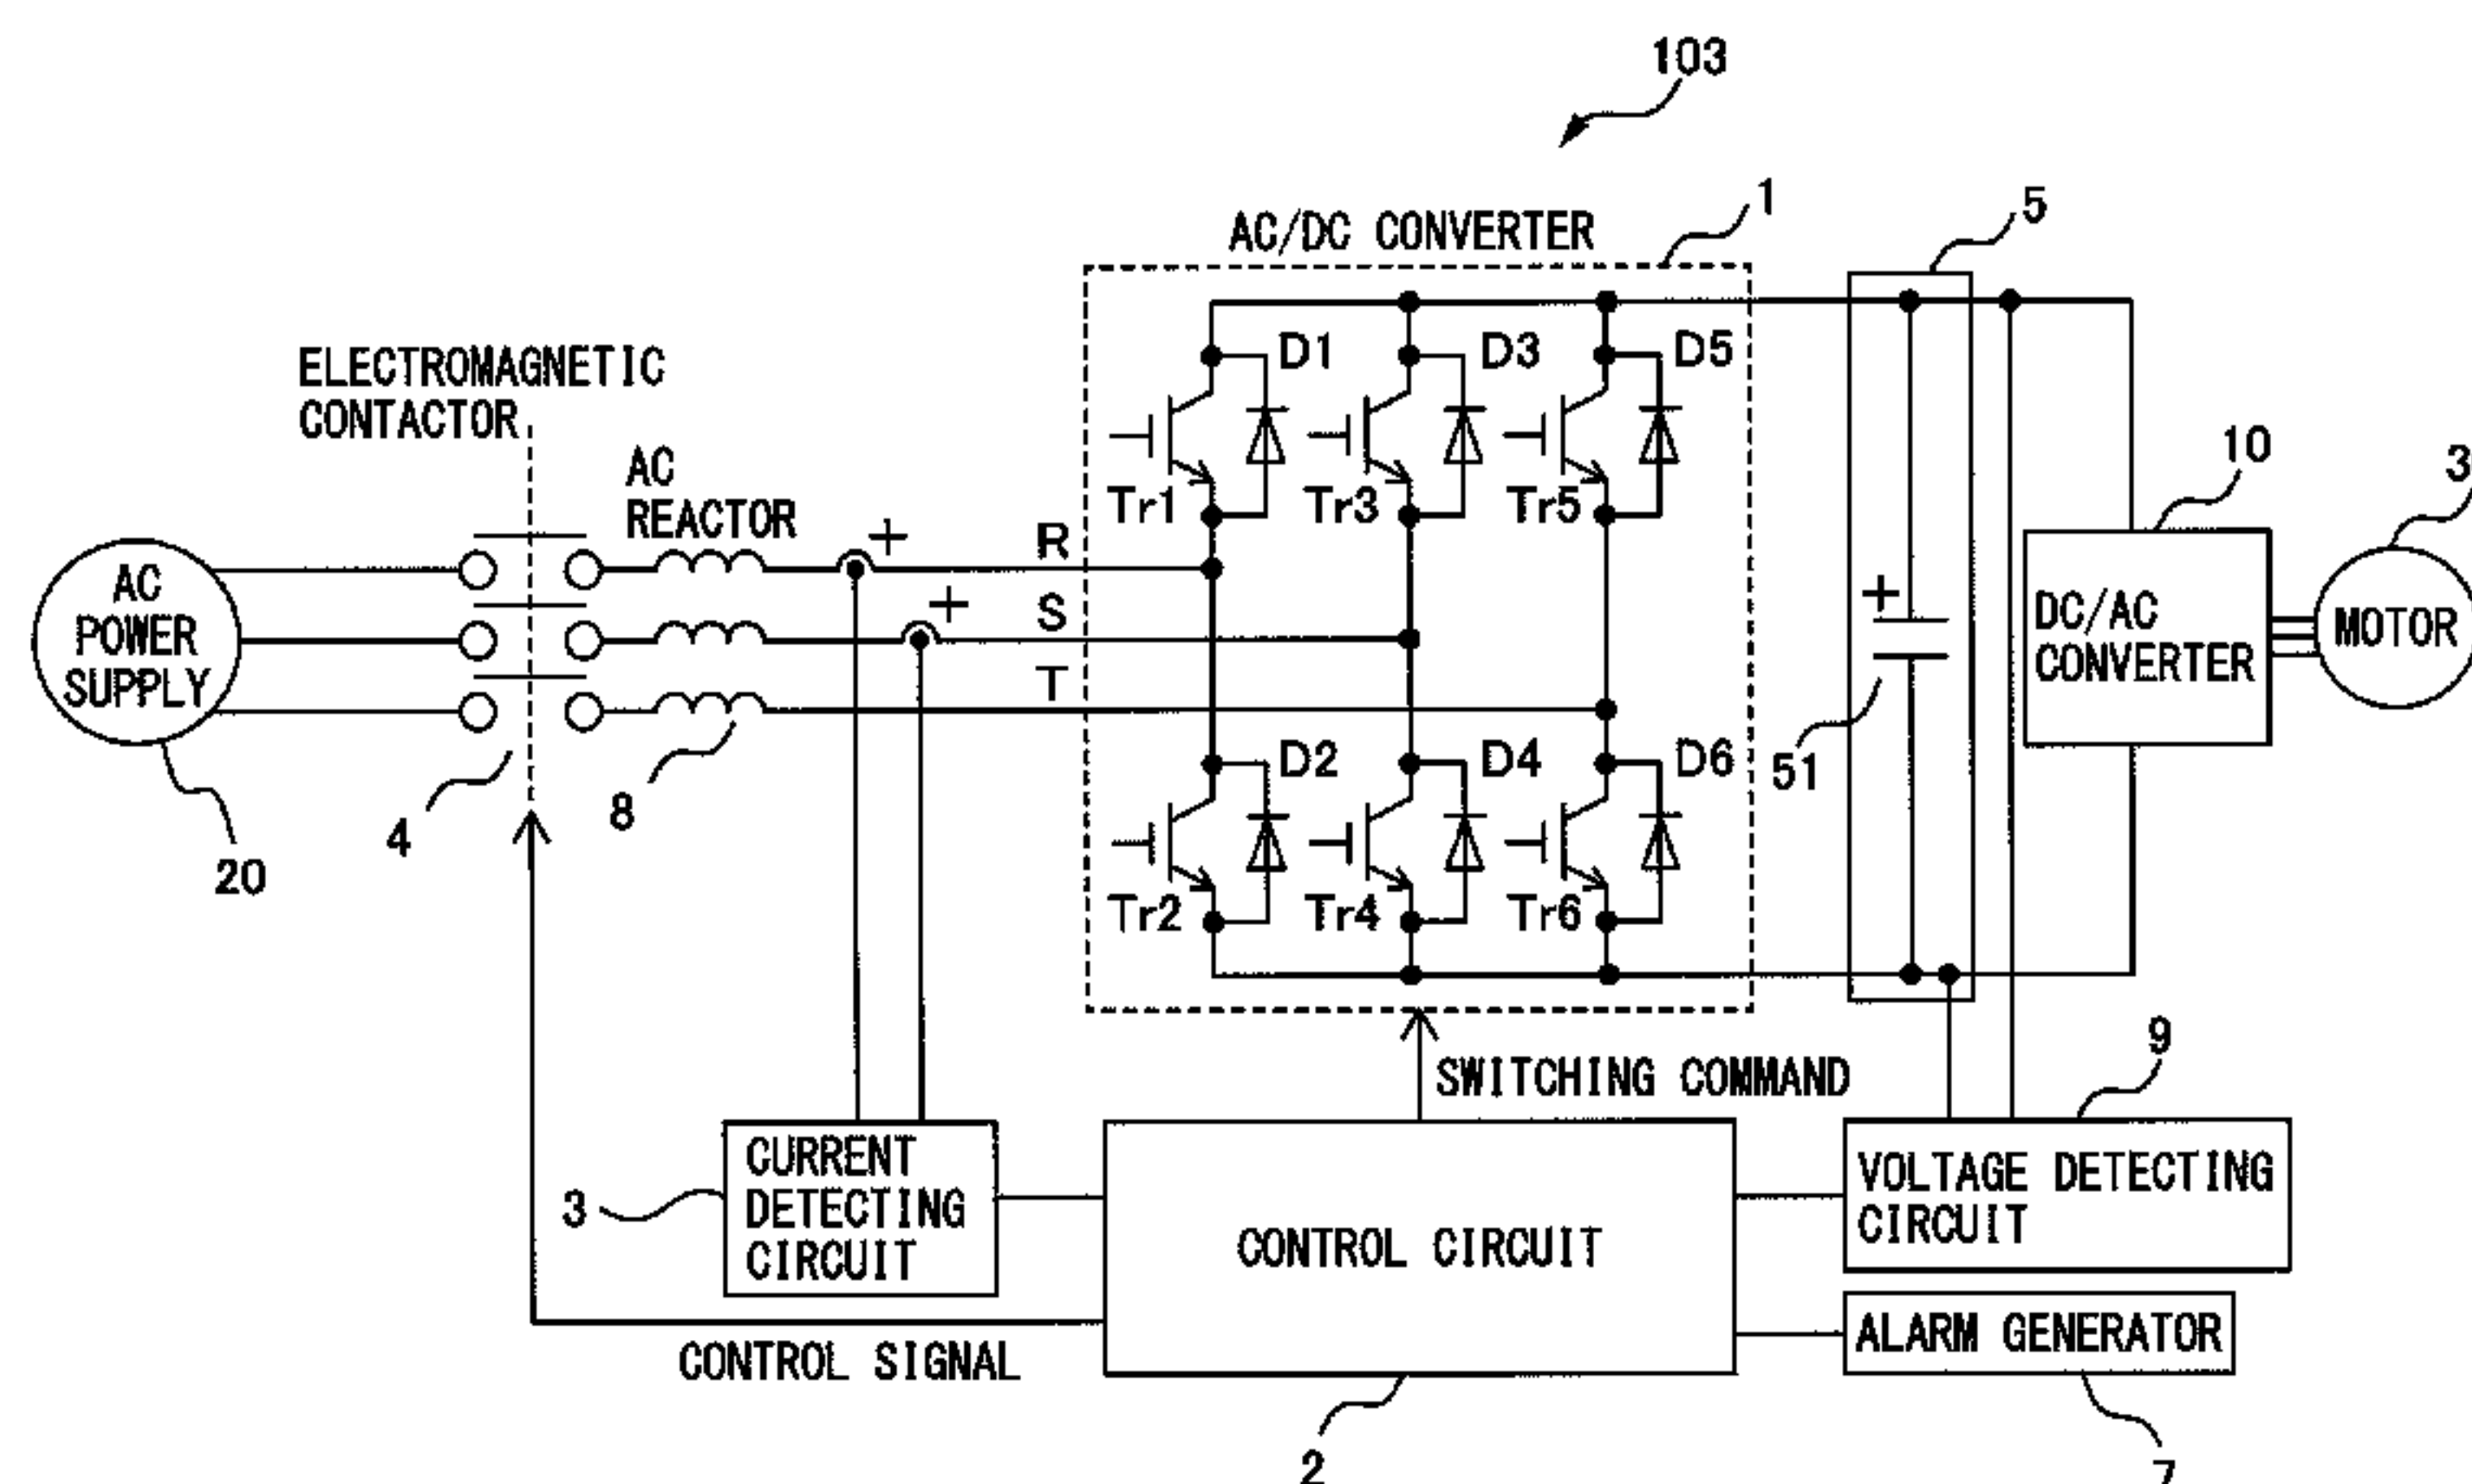 103
1
5
AC/DC CONVERTER
ELECTROMAGNETIC
CONTACTOR
AC
REACTOR
D1
D3
D5
10
3
Tr1
Tr3
Tr5
+
R
+
S
T
AC
POWER
SUPPLY
+
DC/AC
CONVERTER
MOTOR
51
D2
D4
D6
4
8
20
Tr2
Tr4
Tr6
SWITCHING COMMAND
9
3
CURRENT
DETECTING
CIRCUIT
CONTROL CIRCUIT
VOLTAGE DETECTING
CIRCUIT
ALARM GENERATOR
CONTROL SIGNAL
2
7